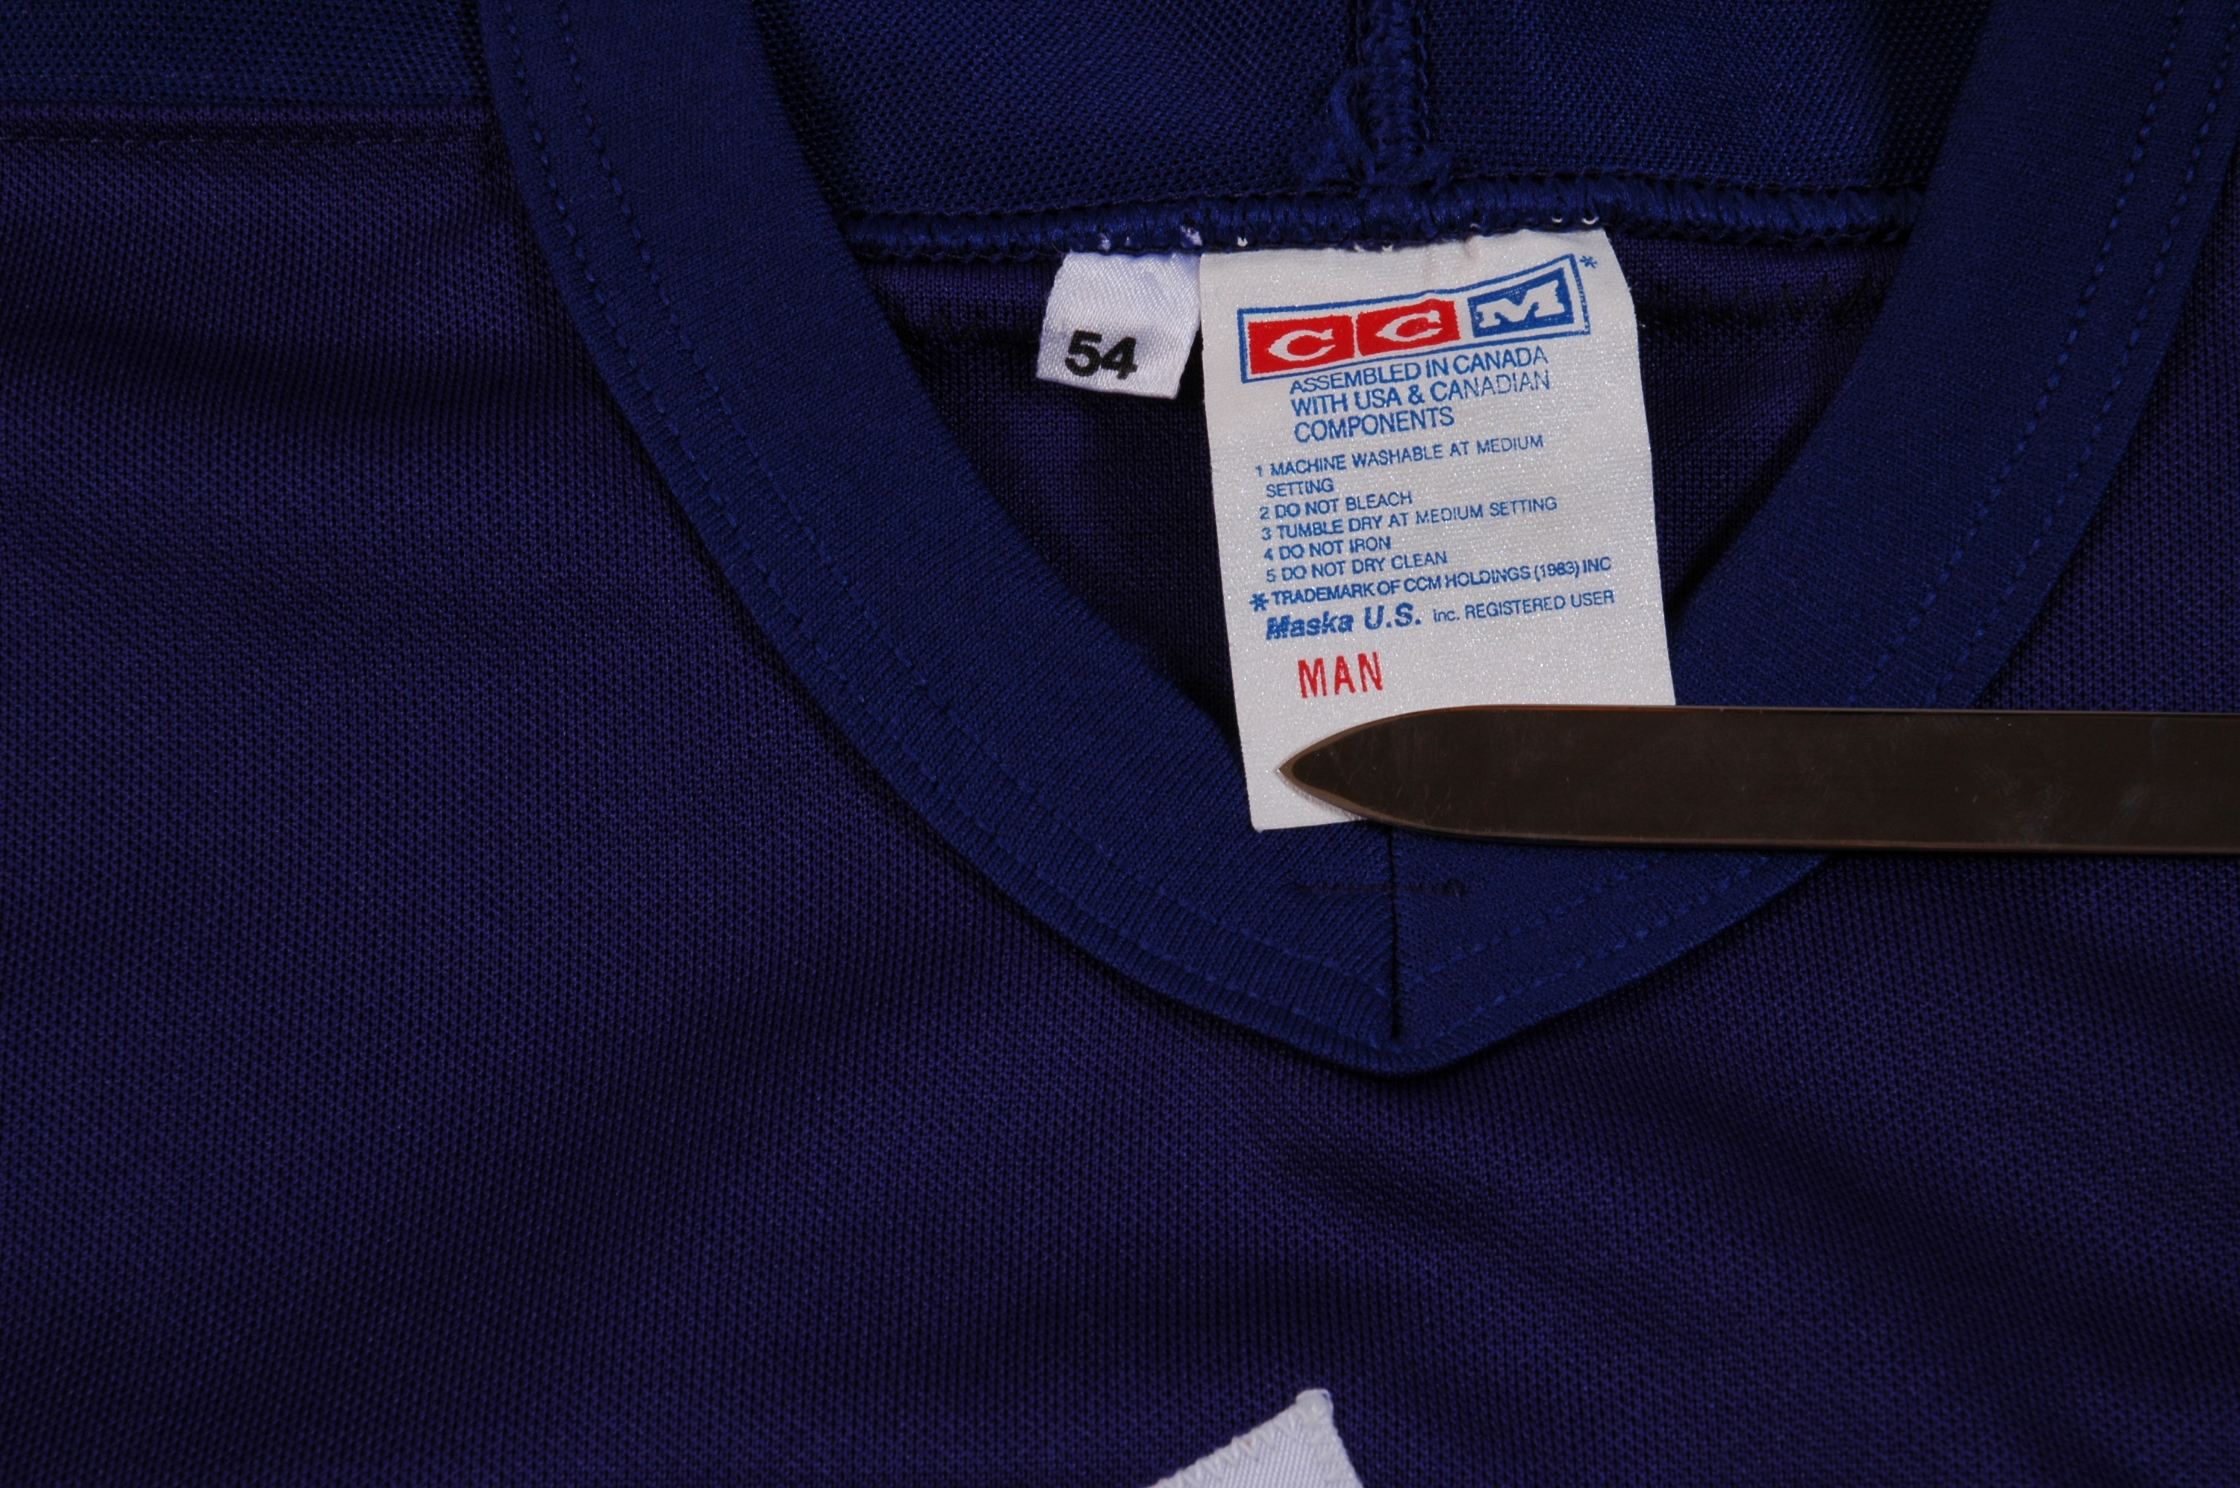 54
CCM*
ASSEMBLED IN CANADA
WITH USA & CANADIAN
COMPONENTS
1 MACHINE WASHABLE AT MEDIUM
SETTING
2 DO NOT BLEACH
3 TUMBLE DRY AT MEDIUM SETTING
4 DO NOT IRON
5 DO NOT DRY CLEAN
* TRADEMARK OF CCM HOLDINGS (1983) INC
Maska U.S. inc. REGISTERED USER
MAN